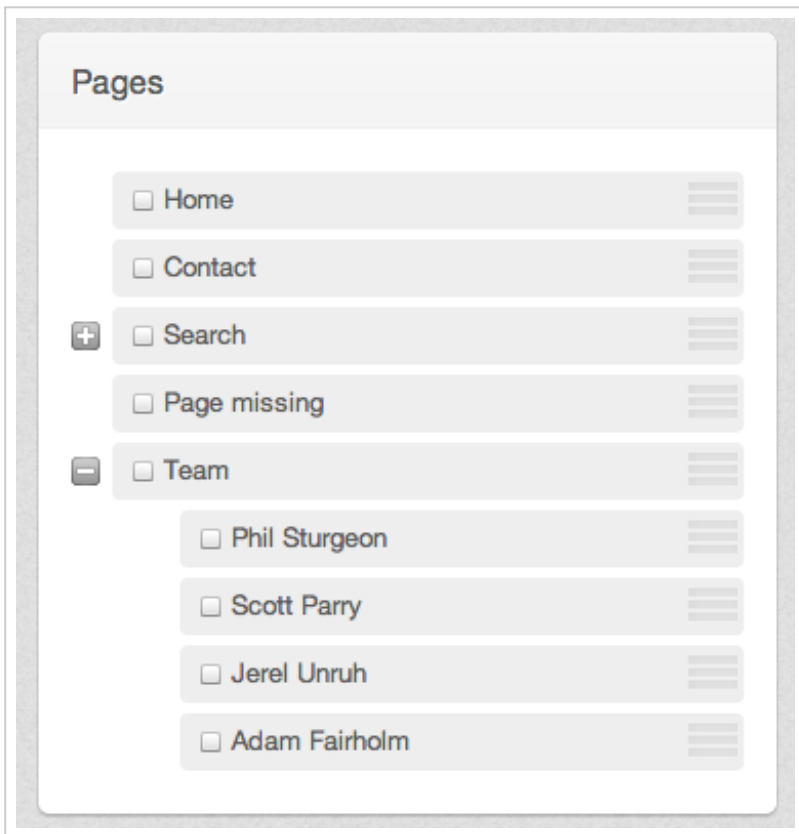 Pages
Home
Contact
Search
Page missing
Team
Phil Sturgeon
Scott Parry
Jerel Unruh
Adam Fairholm